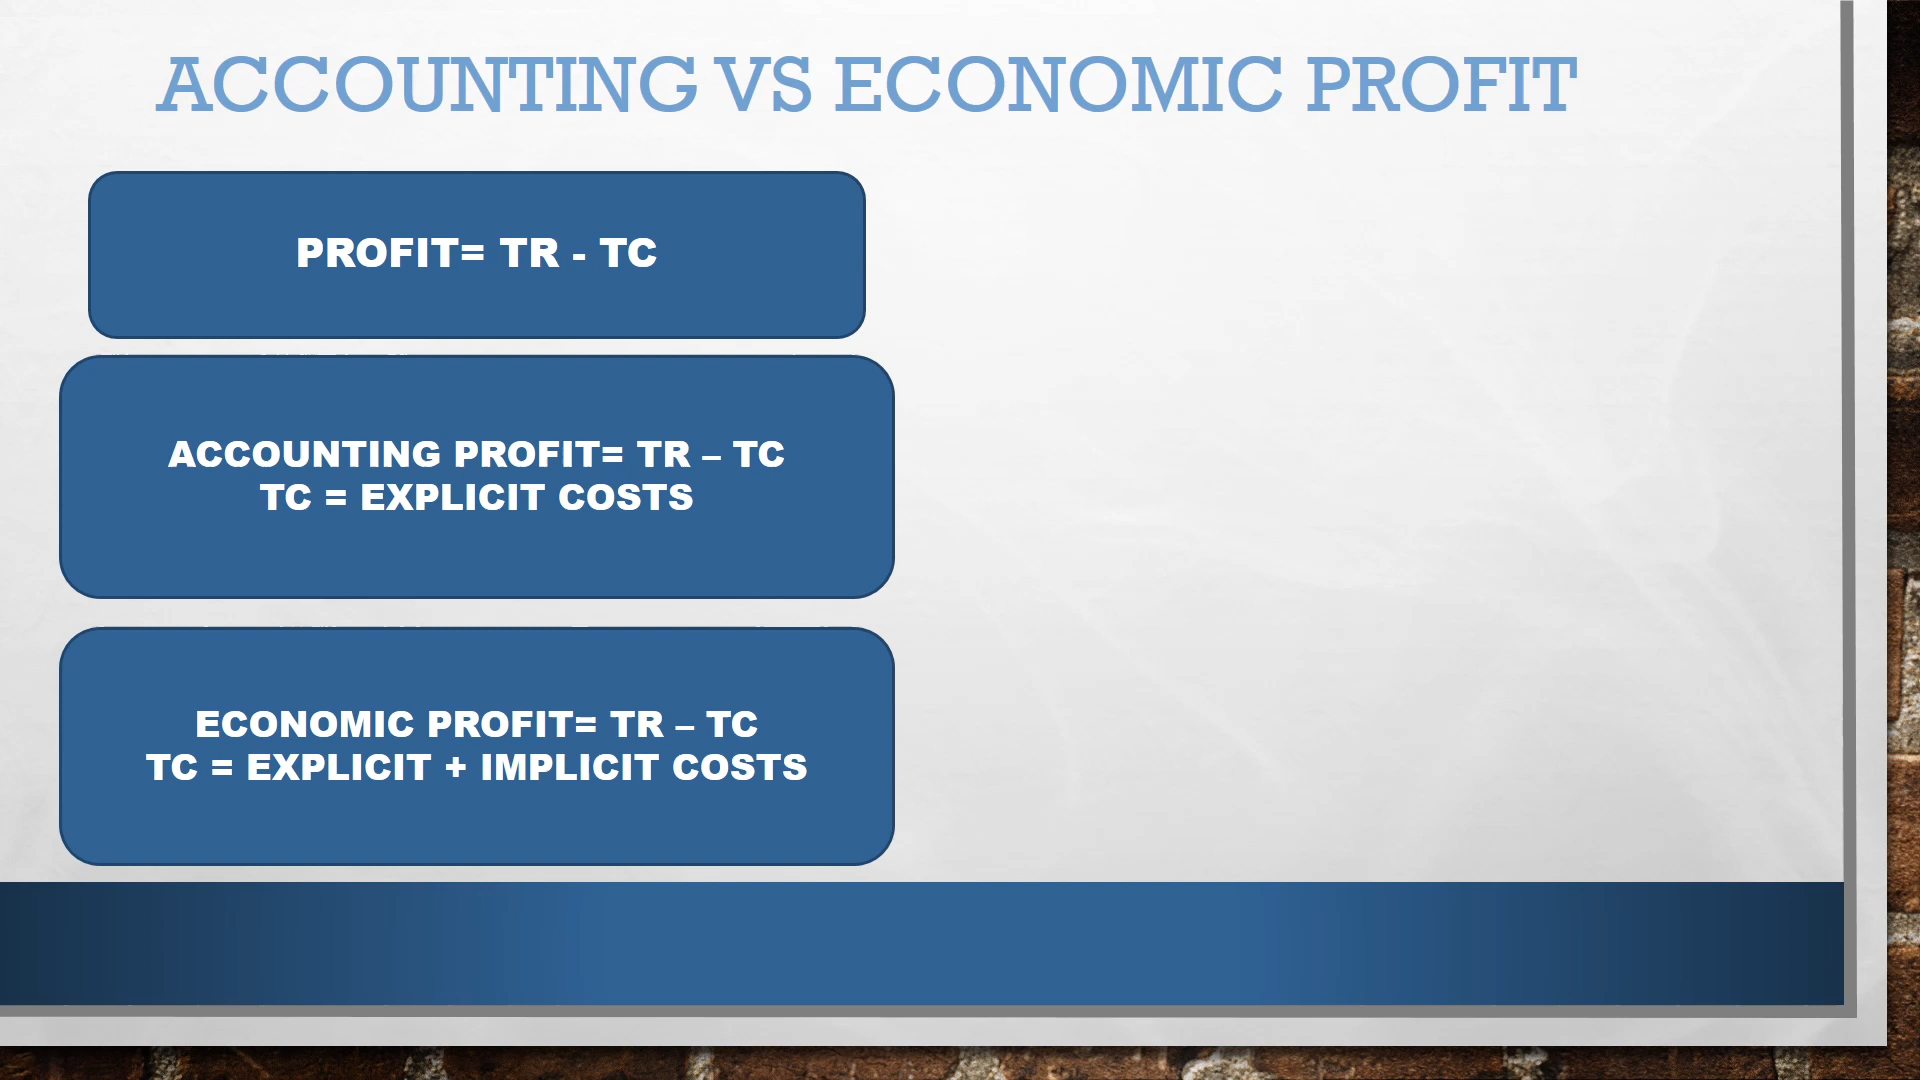 ACCOUNTING VS ECONOMIC PROFIT
PROFIT= TR - TC
ACCOUNTING PROFIT= TR – TC
TC = EXPLICIT COSTS
ECONOMIC PROFIT= TR – TC
TC = EXPLICIT + IMPLICIT COSTS